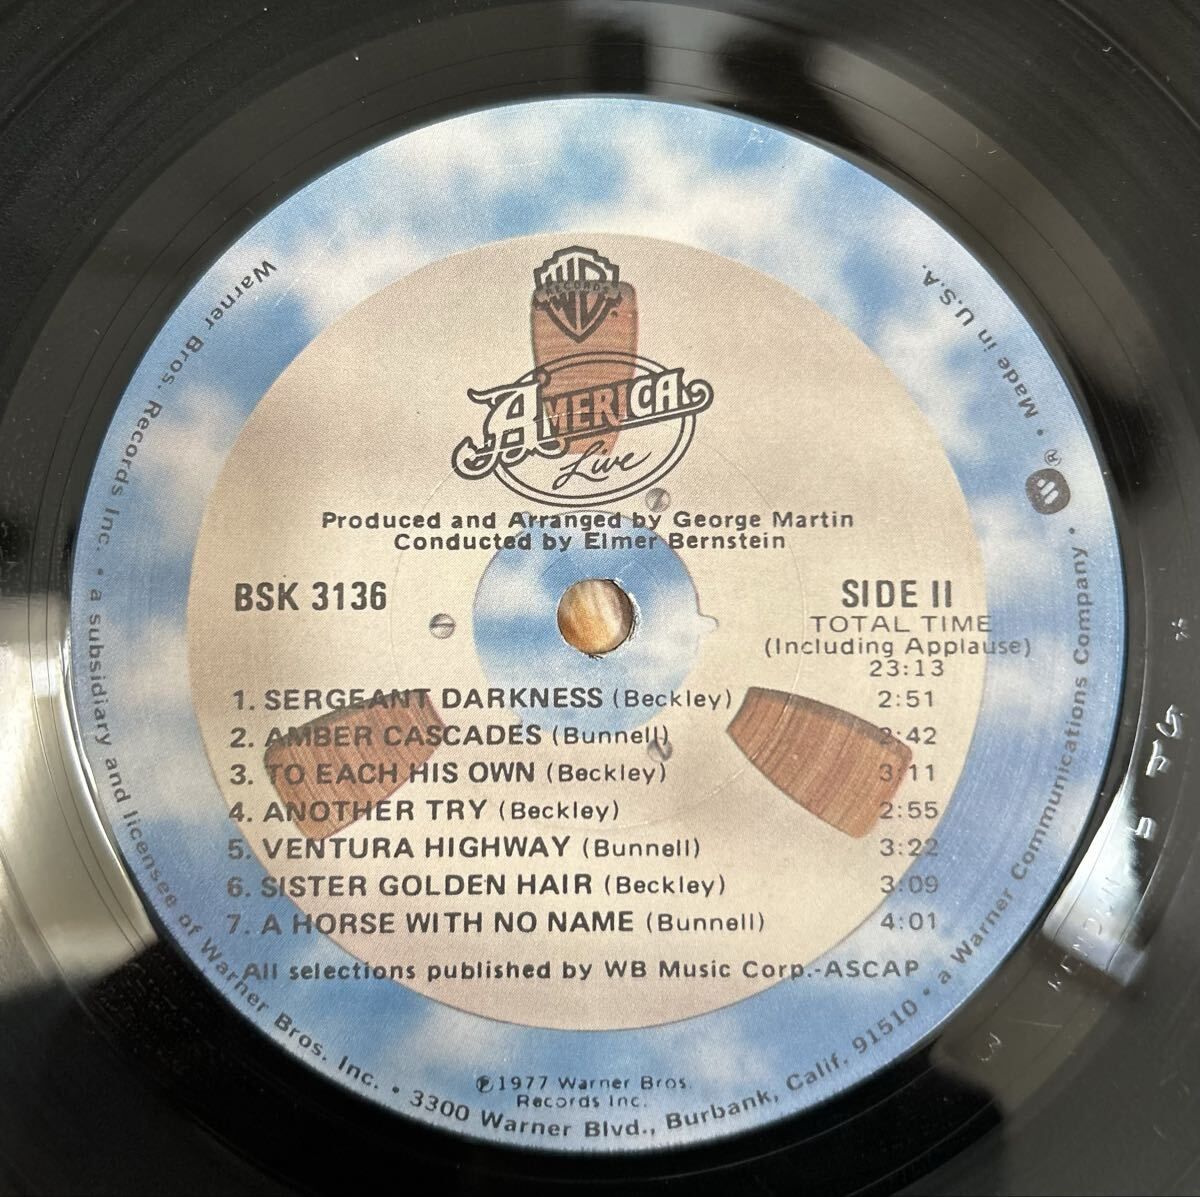 WB
RECORDS
AMERICA
Live
Produced and Arranged by George Martin
Conducted by Elmer Bernstein
BSK 3136
SIDE II
TOTAL TIME
(Including Applause)
23:13
1. SERGEANT DARKNESS (Beckley) 2:51
2. AMBER CASCADES (Bunnell) 2:42
3. TO EACH HIS OWN (Beckley) 3:11
4. ANOTHER TRY (Beckley) 2:55
5. VENTURA HIGHWAY (Bunnell) 3:22
6. SISTER GOLDEN HAIR (Beckley) 3:09
7. A HORSE WITH NO NAME (Bunnell) 4:01
All selections published by WB Music Corp.-ASCAP
℗1977 Warner Bros.
Records Inc.
Warner Bros. Records Inc. • a subsidiary and licensee of Warner Bros. Inc. • 3300 Warner Blvd., Burbank, Calif. 91510 • a Warner Communications Company • ® • Made in U.S.A.